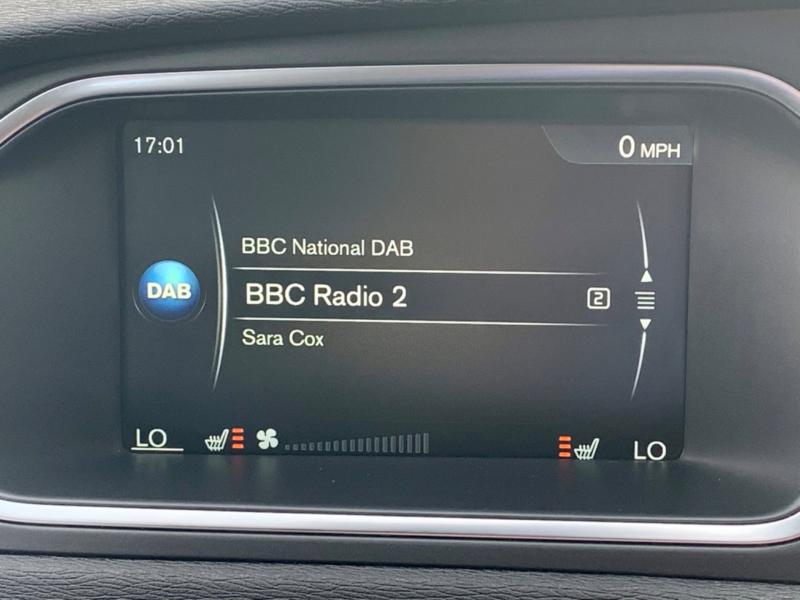 17:01
0 MPH
BBC National DAB
DAB
BBC Radio 2
2
Sara Cox
LO
LO